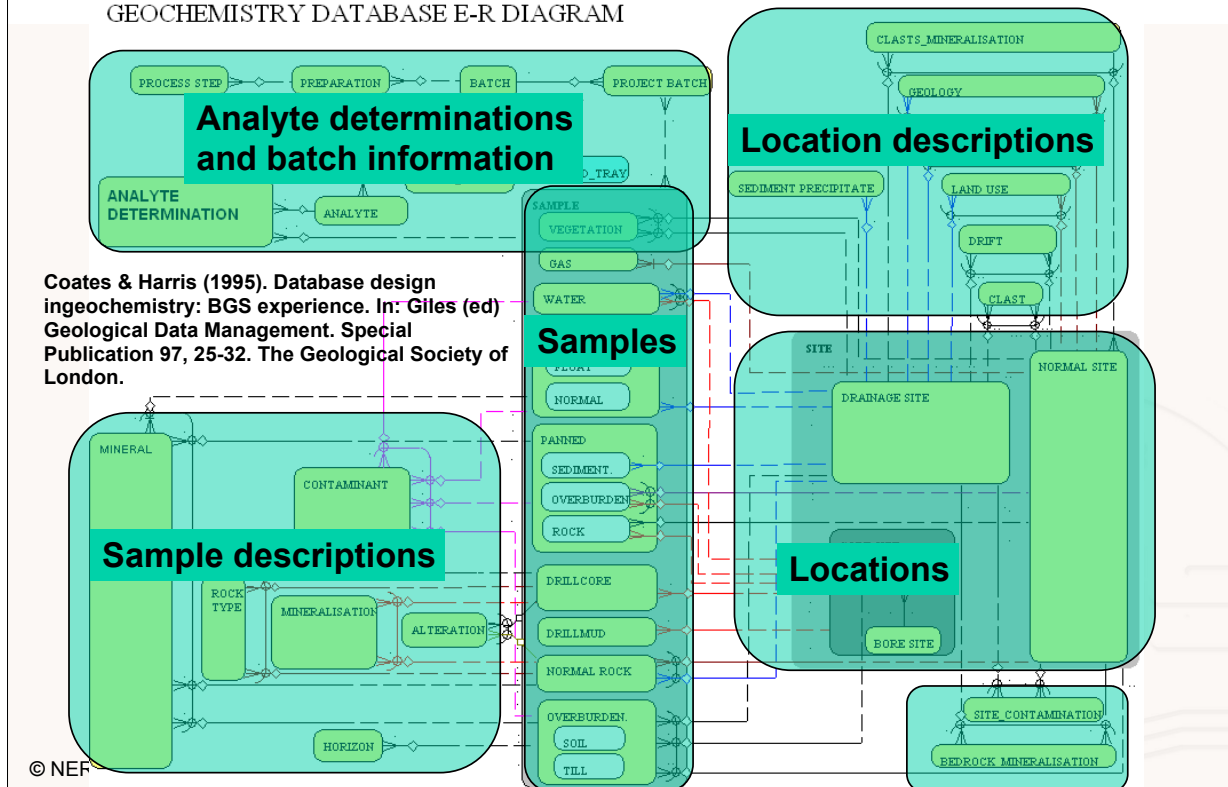 GEOCHEMISTRY DATABASE E-R DIAGRAM
PROCESS STEP
PREPARATION
BATCH
PROJECT BATCH
Analyte determinations
and batch information
ANALYTE
DETERMINATION
ANALYTE
O_TRAY
CLASTS_MINERALISATION
GEOLOGY
Location descriptions
SEDIMENT PRECIPITATE
LAND USE
DRIFT
CLAST
Coates & Harris (1995). Database design
ingeochemistry: BGS experience. In: Giles (ed)
Geological Data Management. Special
Publication 97, 25-32. The Geological Society of
London.
SAMPLE
VEGETATION
GAS
WATER
Samples
FLOAT
NORMAL
PANNED
SEDIMENT.
OVERBURDEN
ROCK
DRILLCORE
DRILLMUD
NORMAL ROCK
OVERBURDEN.
SOIL
TILL
SITE
NORMAL SITE
DRAINAGE SITE
Locations
BORE SITE
SITE_CONTAMINATION
BEDROCK MINERALISATION
MINERAL
CONTAMINANT
Sample descriptions
ROCK
TYPE
MINERALISATION
ALTERATION
HORIZON
© NER